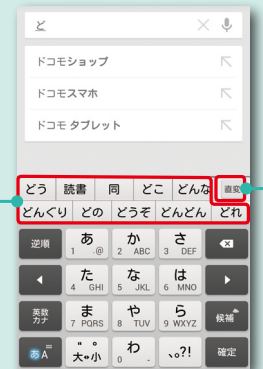 ど
ドコモショップ
ドコモスマホ
ドコモ タブレット
どう 読書 同 どこ どんな 直変
どんぐり どの どうぞ どんどん どれ
逆順 あ 1 .@ か 2 ABC さ 3 DEF
た 4 GHI な 5 JKL は 6 MNO
英数カナ ま 7 PQRS や 8 TUV ら 9 WXYZ 候補
あA 大⇔小 わ 0 、。?! 確定